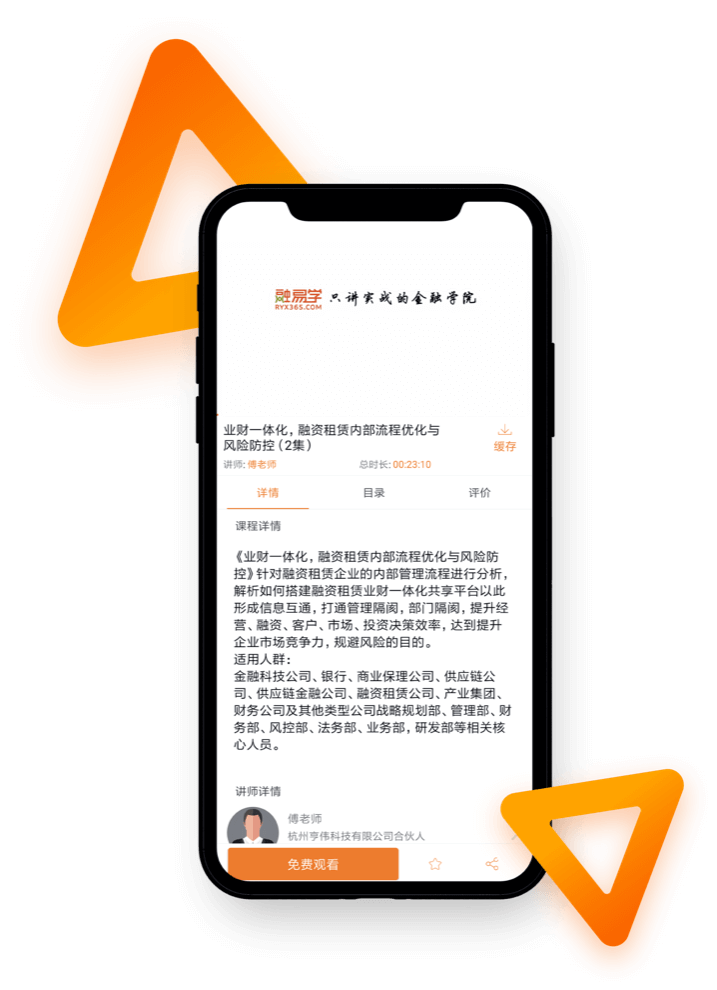 融易学 只讲实战的金融学院
RYX365.COM
业财一体化，融资租赁内部流程优化与
风险防控（2集）
缓存
讲师: 傅老师 总时长: 00:23:10
详情 目录 评价
课程详情
《业财一体化，融资租赁内部流程优化与风险防
控》针对融资租赁企业的内部管理流程进行分析，
解析如何搭建融资租赁业财一体化共享平台以此
形成信息互通，打通管理隔阂，部门隔阂，提升经
营、融资、客户、市场、投资决策效率，达到提升
企业市场竞争力，规避风险的目的。
适用人群：
金融科技公司、银行、商业保理公司、供应链公
司、供应链金融公司、融资租赁公司、产业集团、
财务公司及其他类型公司战略规划部、管理部、财
务部、风控部、法务部、业务部，研发部等相关核
心人员。
讲师详情
傅老师
杭州亨伟科技有限公司合伙人
免费观看